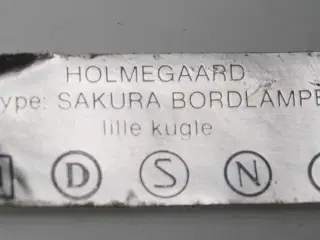 HOLMEGAARD
ype: SAKURA BORDLAMPE
lille kugle
D S N